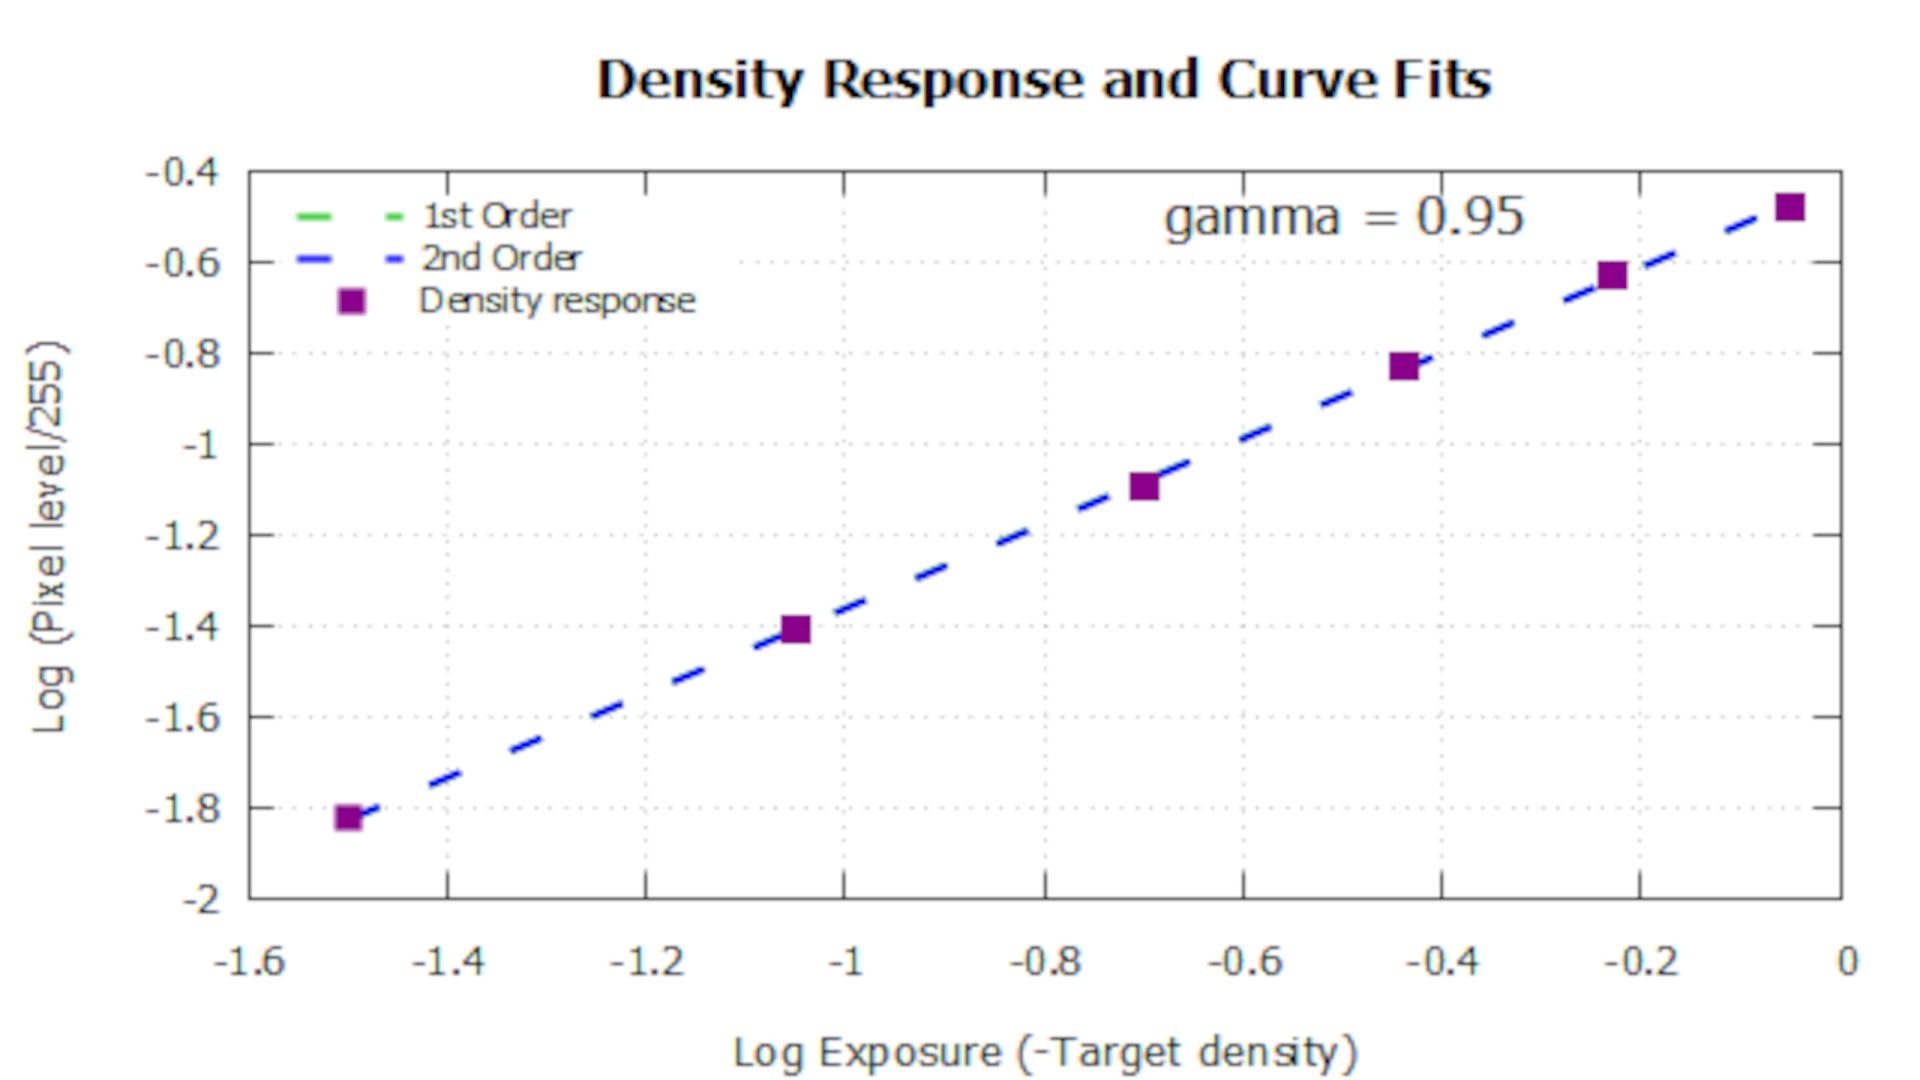 Density Response and Curve Fits
-0.4
1st Order
gamma = 0.95
2nd Order
-0.6
Density response
-0.8
-1
-1.2
-1.4
-1.6
-1.8
-2
Log (Pixel level/255)
-1.6 -1.4 -1.2 -1 -0.8 -0.6 -0.4 -0.2 0
Log Exposure (-Target density)